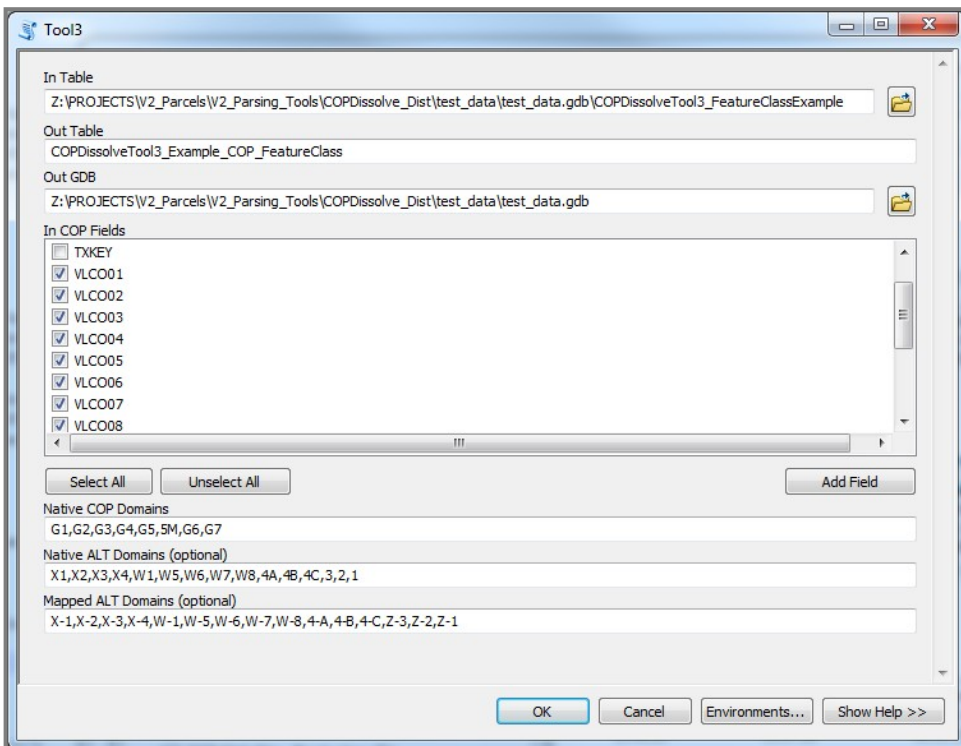 Tool3
In Table
Z:\PROJECTS\V2_Parcels\V2_Parsing_Tools\COPDissolve_Dist\test_data\test_data.gdb\COPDissolveTool3_FeatureClassExample
Out Table
COPDissolveTool3_Example_COP_FeatureClass
Out GDB
Z:\PROJECTS\V2_Parcels\V2_Parsing_Tools\COPDissolve_Dist\test_data\test_data.gdb
In COP Fields
TXKEY
VLCO01
VLCO02
VLCO03
VLCO04
VLCO05
VLCO06
VLCO07
VLCO08
Select All Unselect All Add Field
Native COP Domains
G1,G2,G3,G4,G5,5M,G6,G7
Native ALT Domains (optional)
X1,X2,X3,X4,W1,W5,W6,W7,W8,4A,4B,4C,3,2,1
Mapped ALT Domains (optional)
X-1,X-2,X-3,X-4,W-1,W-5,W-6,W-7,W-8,4-A,4-B,4-C,Z-3,Z-2,Z-1
OK Cancel Environments... Show Help >>